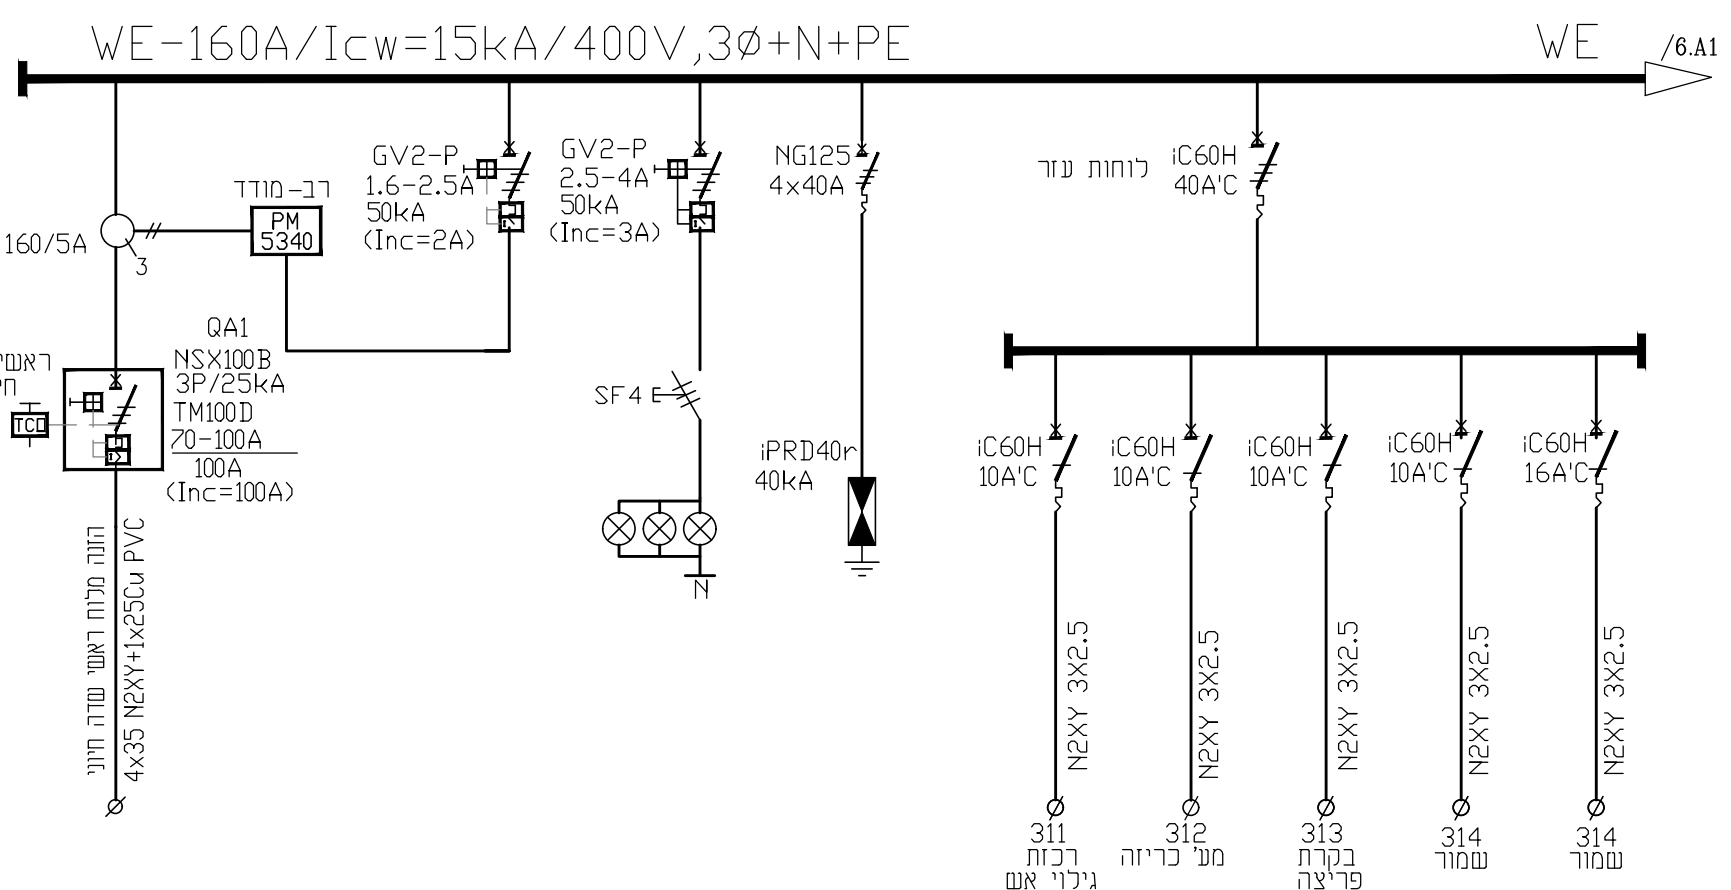 WE-160A/Icw=15kA/400V,3Ø+N+PE
WE
/6.A1
160/5A
3
רב-מודד
PM
5340
GV2-P
1.6-2.5A
50kA
(Inc=2A)
GV2-P
2.5-4A
50kA
(Inc=3A)
NG125
4x40A
לוחות עזר
iC60H
40A'C
ראשי
TCD
QA1
NSX100B
3P/25kA
TM100D
70-100A
100A
(Inc=100A)
הזנה מלוח ראשי שדה חיוני
4x35 N2XY+1x25Cu PVC
SF4
N
iPRD40r
40kA
iC60H
10A'C
iC60H
10A'C
iC60H
10A'C
iC60H
10A'C
iC60H
16A'C
N2XY 3X2.5
N2XY 3X2.5
N2XY 3X2.5
N2XY 3X2.5
N2XY 3X2.5
311
רכזת
גילוי אש
312
מע' כריזה
313
בקרת
פריצה
314
שמור
314
שמור